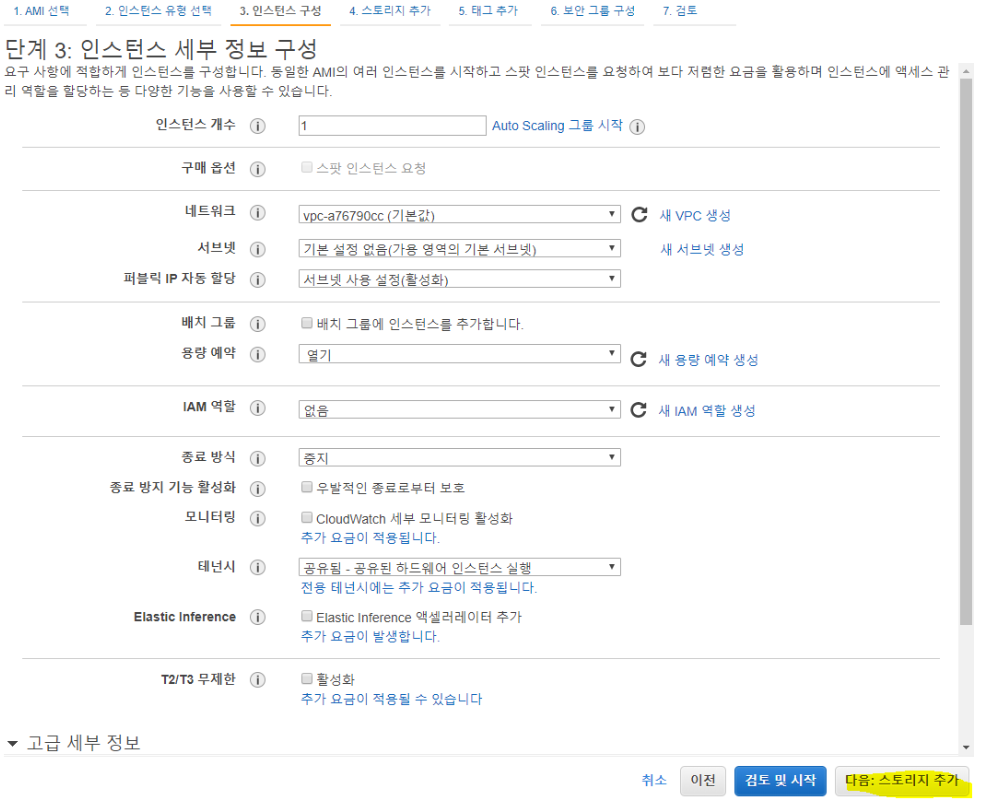 1. AMI 선택 2. 인스턴스 유형 선택 3. 인스턴스 구성 4. 스토리지 추가 5. 태그 추가 6. 보안 그룹 구성 7. 검토
단계 3: 인스턴스 세부 정보 구성
요구 사항에 적합하게 인스턴스를 구성합니다. 동일한 AMI의 여러 인스턴스를 시작하고 스팟 인스턴스를 요청하여 보다 저렴한 요금을 활용하며 인스턴스에 액세스 관
리 역할을 할당하는 등 다양한 기능을 사용할 수 있습니다.
인스턴스 개수 1 Auto Scaling 그룹 시작
구매 옵션 스팟 인스턴스 요청
네트워크 vpc-a76790cc (기본값) 새 VPC 생성
서브넷 기본 설정 없음(가용 영역의 기본 서브넷) 새 서브넷 생성
퍼블릭 IP 자동 할당 서브넷 사용 설정(활성화)
배치 그룹 배치 그룹에 인스턴스를 추가합니다.
용량 예약 열기 새 용량 예약 생성
IAM 역할 없음 새 IAM 역할 생성
종료 방식 중지
종료 방지 기능 활성화 우발적인 종료로부터 보호
모니터링 CloudWatch 세부 모니터링 활성화
추가 요금이 적용됩니다.
테넌시 공유됨 - 공유된 하드웨어 인스턴스 실행
전용 테넌시에는 추가 요금이 적용됩니다.
Elastic Inference Elastic Inference 액셀러레이터 추가
추가 요금이 발생합니다.
T2/T3 무제한 활성화
추가 요금이 적용될 수 있습니다
고급 세부 정보
취소 이전 검토 및 시작 다음: 스토리지 추가